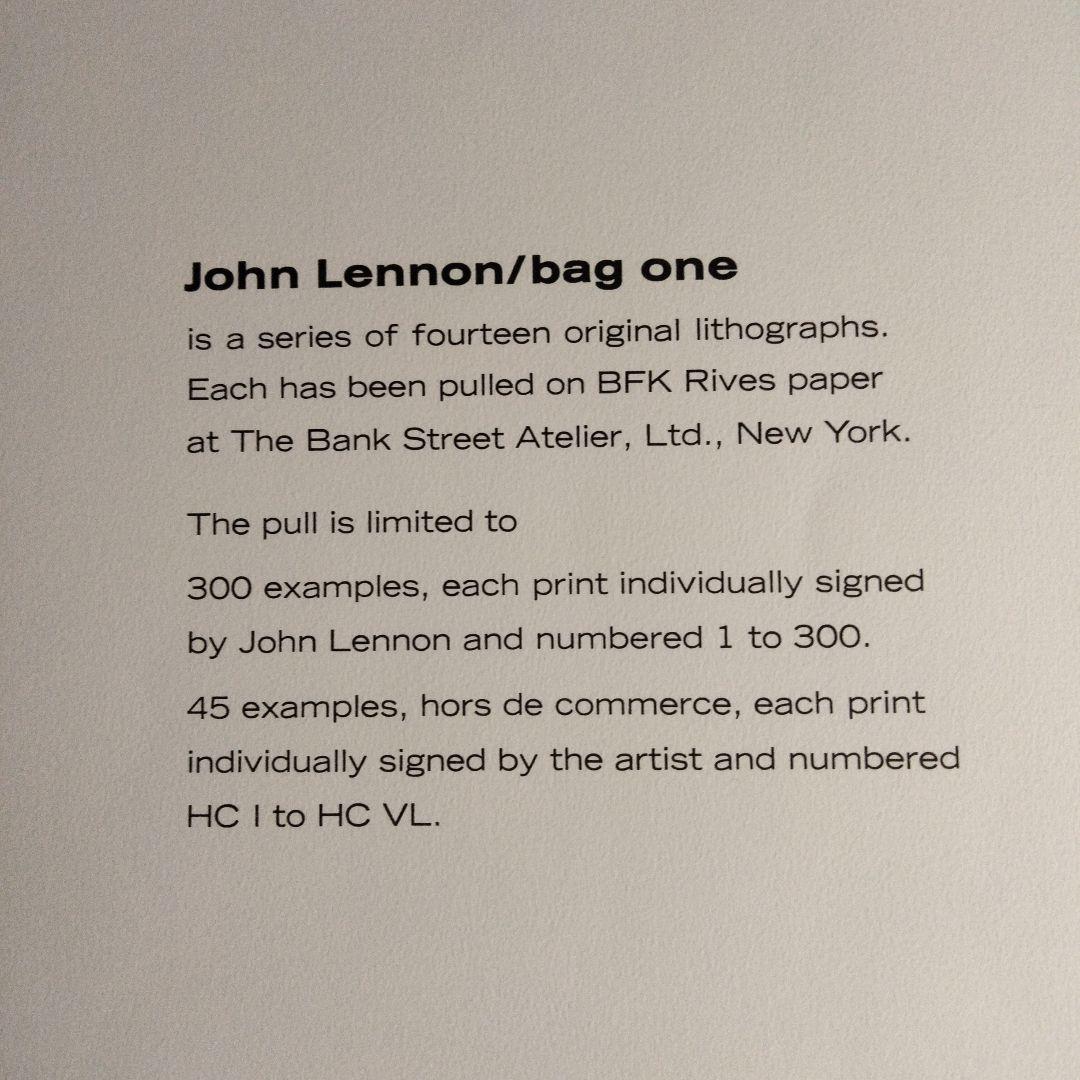 John Lennon/bag one
is a series of fourteen original lithographs.
Each has been pulled on BFK Rives paper
at The Bank Street Atelier, Ltd., New York.
The pull is limited to
300 examples, each print individually signed
by John Lennon and numbered 1 to 300.
45 examples, hors de commerce, each print
individually signed by the artist and numbered
HC I to HC VL.